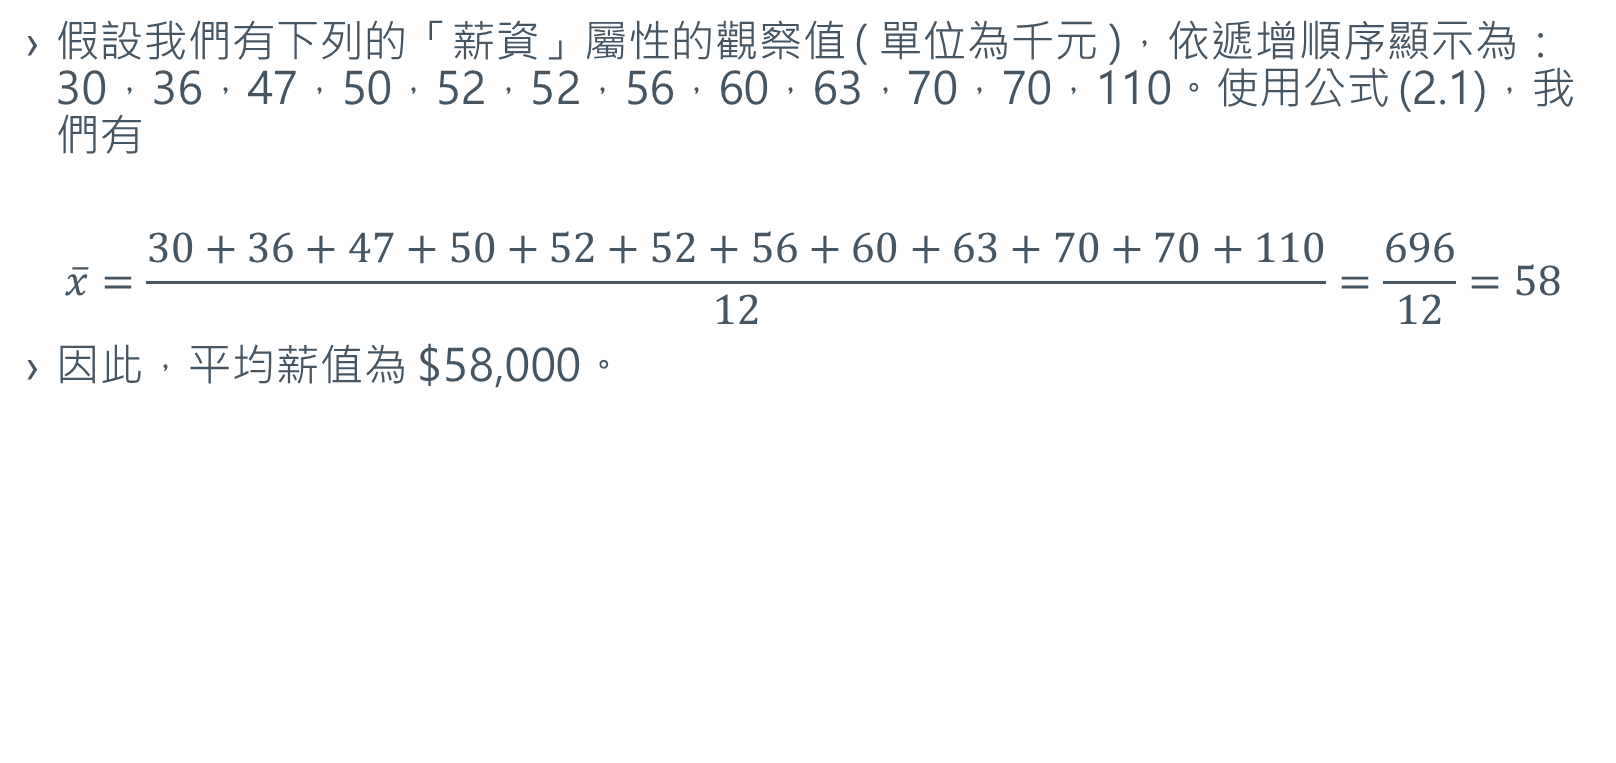 › 假設我們有下列的「薪資」屬性的觀察值(單位為千元)，依遞增順序顯示為：
30，36，47，50，52，52，56，60，63，70，70，110。使用公式(2.1)，我
們有
x̄ = (30 + 36 + 47 + 50 + 52 + 52 + 56 + 60 + 63 + 70 + 70 + 110)/12 = 696/12 = 58
› 因此，平均薪值為 $58,000。